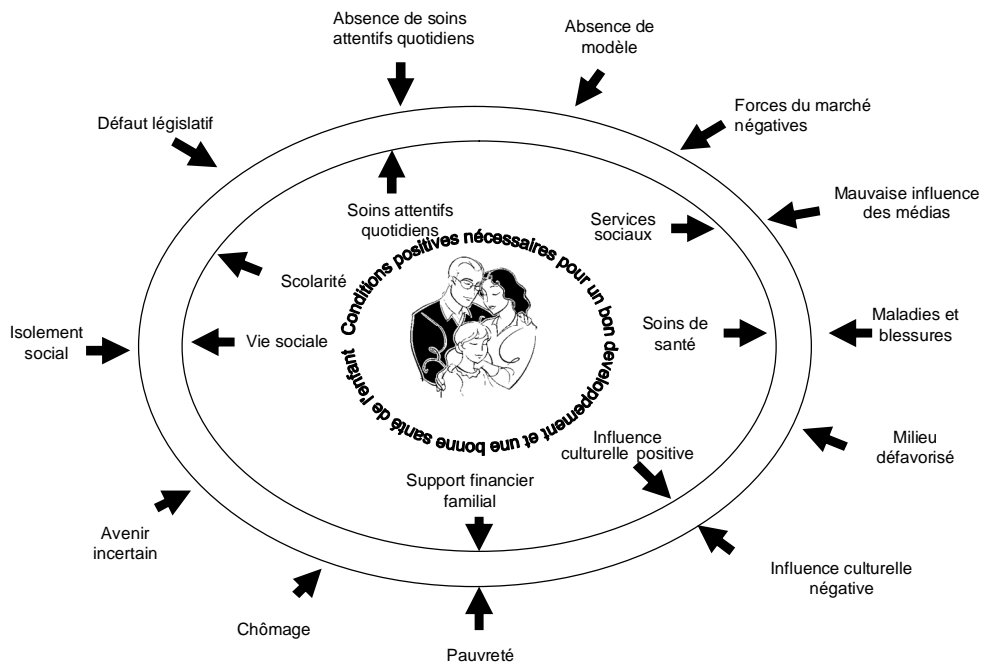 Absence de soins
attentifs quotidiens
Absence de
modèle
Défaut législatif
Forces du marché
négatives
Mauvaise influence
des médias
Soins attentifs
quotidiens
Services
sociaux
Scolarité
Conditions positives nécessaires pour un bon developpement et une bonne santé de l'enfant
Isolement
social
Vie sociale
Soins de
santé
Maladies et
blessures
Influence
culturelle positive
Milieu
défavorisé
Support financier
familial
Avenir
incertain
Influence culturelle
négative
Chômage
Pauvreté